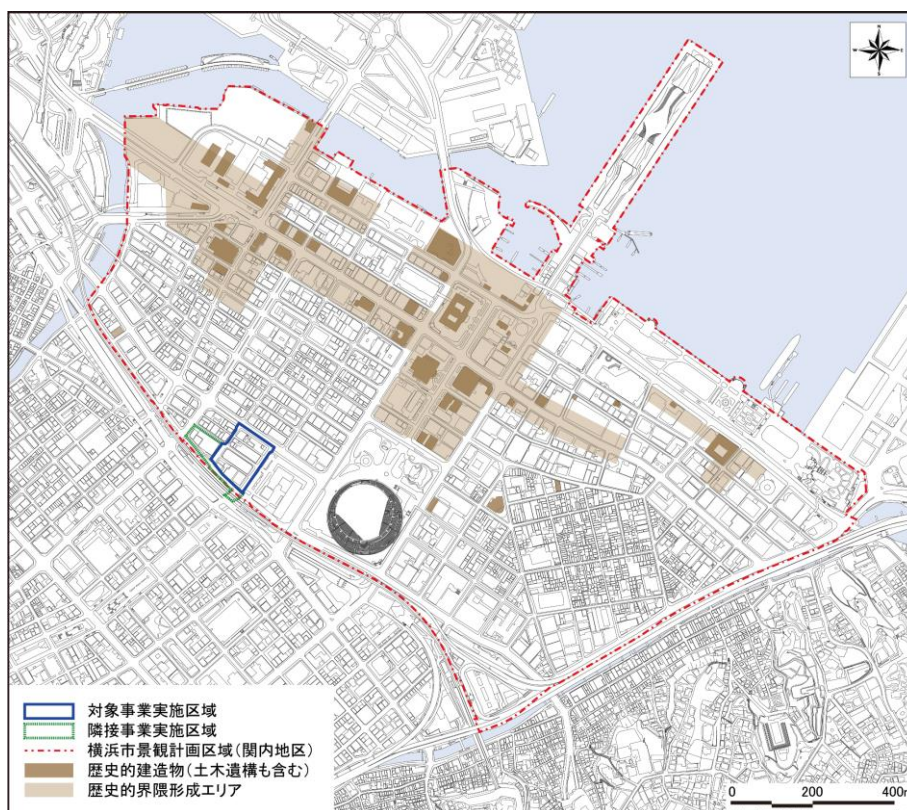 N
W
E
S
対象事業実施区域
隣接事業実施区域
横浜市景観計画区域(関内地区)
歴史的建造物(土木遺構も含む)
歴史的界隈形成エリア
0 200 400m